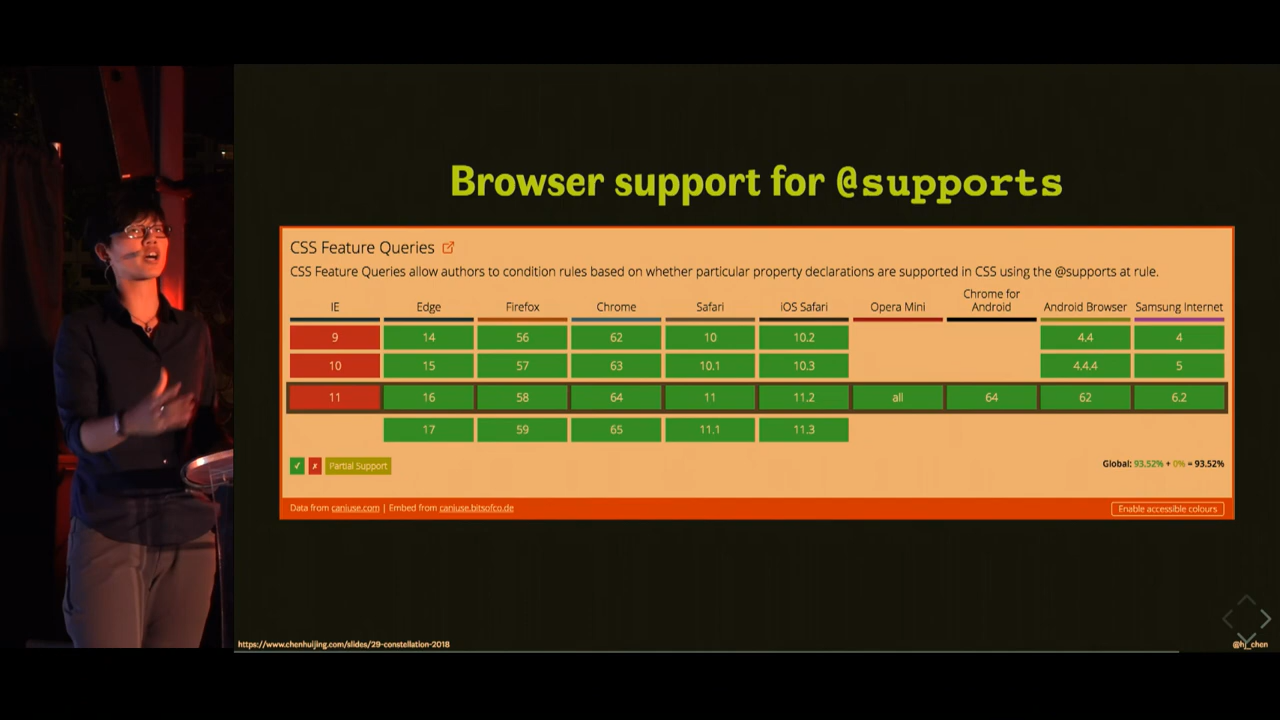 Browser support for @supports
CSS Feature Queries
CSS Feature Queries allow authors to condition rules based on whether particular property declarations are supported in CSS using the @supports at rule.
IE Edge Firefox Chrome Safari iOS Safari Opera Mini Chrome for Android Android Browser Samsung Internet
9 14 56 62 10 10.2 4.4 4
10 15 57 63 10.1 10.3 4.4.4 5
11 16 58 64 11 11.2 all 64 62 6.2
17 59 65 11.1 11.3
✓ ✗ Partial Support
Global: 93.52% + 0% = 93.52%
Data from caniuse.com | Embed from caniuse.bitsofco.de
Enable accessible colours
https://www.chenhuijing.com/slides/29-constellation-2018
@hj_chen